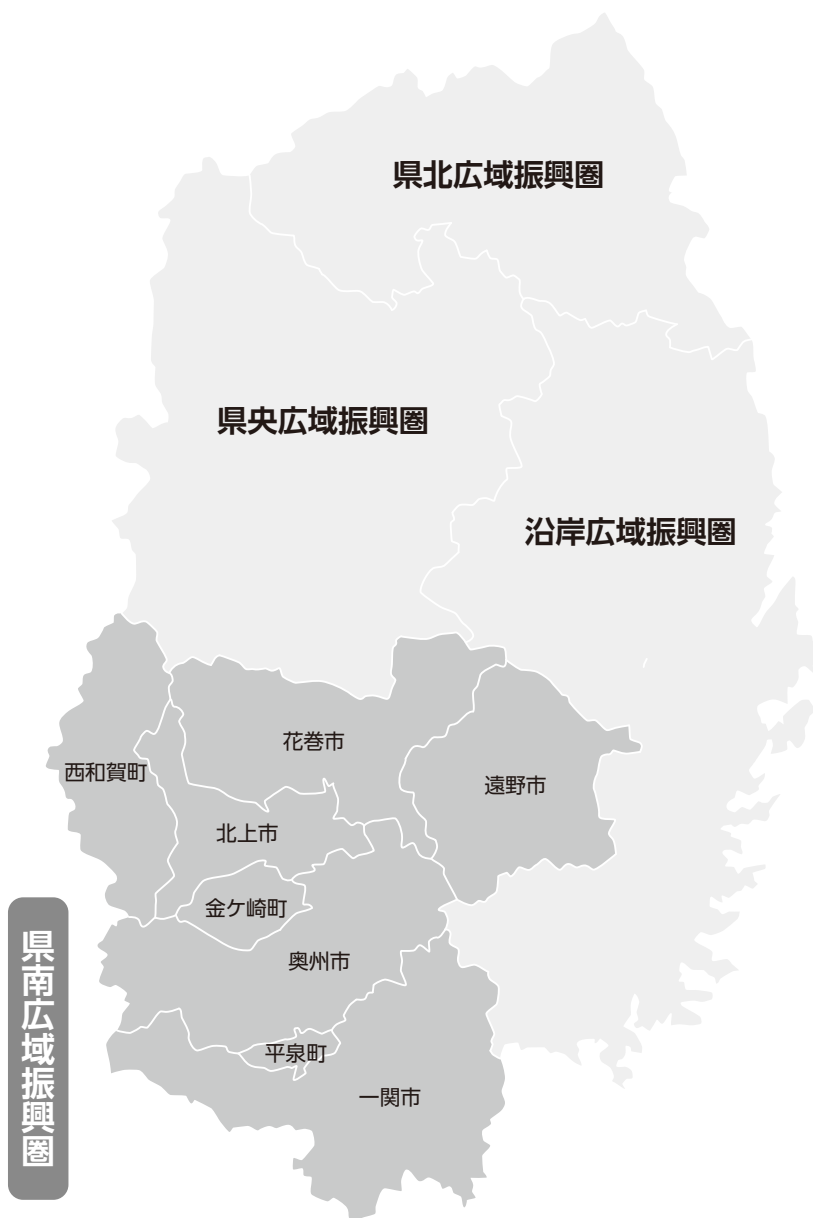 県北広域振興圏
県央広域振興圏
沿岸広域振興圏
花巻市
西和賀町
遠野市
北上市
金ケ崎町
奥州市
県南広域振興圏
平泉町
一関市